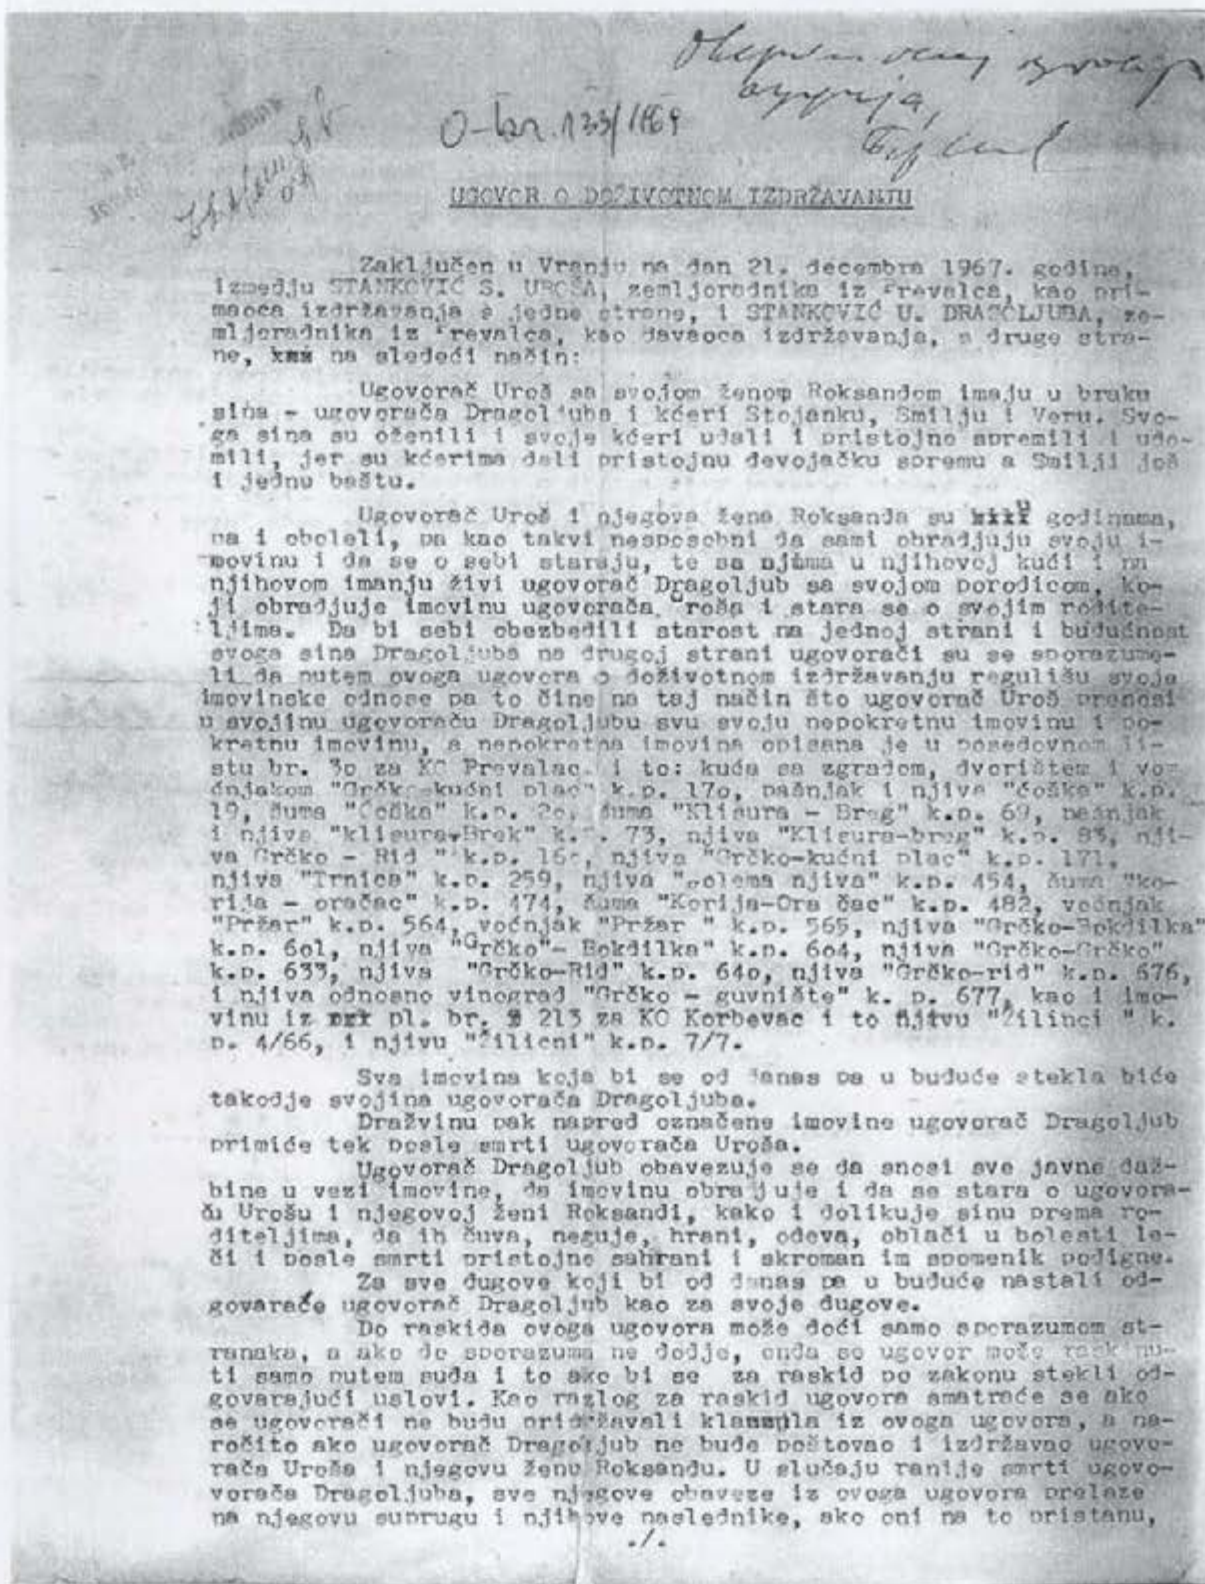 O-br. 133/1969
UGOVOR O DOŽIVOTNOM IZDRŽAVANJU
Zaključen u Vranju na dan 21. decembra 1967. godine,
izmedju STANKOVIĆ S. UROŠA, zemljoradnika iz Prevalca, kao pri-
maoca izdržavanja s jedne strane, i STANKOVIĆ U. DRAGOLJUBA, ze-
mljoradnika iz Prevalca, kao davaoca izdržavanja, s druge stra-
ne, na sledeći način:
Ugovorač Uroš sa svojom ženom Roksandom imaju u braku
sina - ugovorača Dragoljuba i kćeri Stojanku, Smilju i Veru. Svo-
ga sina su oženili i svoje kćeri udali i pristojno spremili i udo-
mili, jer su kćerima dali pristojnu devojačku spremu a Smilji još
i jednu baštu.
Ugovorač Uroš i njegova žena Roksanda su u godinama,
pa i oboleli, pa kao takvi nesposobni da sami obradjuju svoju i-
movinu i da se o sebi staraju, te sa njima u njihovoj kući i na
njihovom imanju živi ugovorač Dragoljub sa svojom porodicom, ko-
ji obradjuje imovinu ugovorača Uroša i stara se o svojim rodite-
ljima. Da bi sebi obezbedili starost na jednoj strani i budućnost
svoga sina Dragoljuba na drugoj strani ugovorači su se sporazume-
li da putem ovoga ugovora o doživotnom izdržavanju regulišu svoje
imovinske odnose pa to čine na taj način što ugovorač Uroš prenosi
u svojinu ugovoraču Dragoljubu svu svoju nepokretnu imovinu i po-
kretnu imovinu, a nepokretna imovina opisana je u posedovnom li-
stu br. 3o za KO Prevalac. i to: kuća sa zgradom, dvorištem i vo-
ćnjakom "Grčko-kućni plac" k.p. 17o, pašnjak i njiva "ćoška" k.p.
19, šuma "Ćoška" k.p. 2o, šuma "Klisura - Breg" k.p. 69, pašnjak
i njiva "klisura-Brek" k.p. 73, njiva "Klisura-breg" k.p. 83, nji-
va Grčko - Rid " k.p. 16o, njiva "Grčko-kućni plac" k.p. 171,
njiva "Trnica" k.p. 259, njiva "Golema njiva" k.p. 454, šuma "ko-
rija - oračac" k.p. 474, šuma "Korija-Ora čac" k.p. 482, voćnjak
"Pržar" k.p. 564, voćnjak "Pržar " k.p. 565, njiva "Grčko-Bokdilka"
k.p. 6o1, njiva "Grčko"- Bokdilka" k.p. 6o4, njiva "Grčko-Grčko"
k.p. 633, njiva "Grčko-Rid" k.p. 64o, njiva "Grčko-rid" k.p. 676,
i njiva odnosno vinograd "Grčko - guvnište" k. p. 677, kao i imo-
vinu iz pl. br. 213 za KO Korbevac i to njivu "Žilinci " k.
p. 4/66, i njivu "Žilicni" k.p. 7/7.
Sva imovina koja bi se od danas pa u buduće stekla biće
takodje svojina ugovorača Dragoljuba.
Dražvinu pak napred označene imovine ugovorač Dragoljub
primiće tek posle smrti ugovorača Uroša.
Ugovorač Dragoljub obavezuje se da snosi sve javne daž-
bine u vezi imovine, da imovinu obradjuje i da se stara o ugovora-
ču Urošu i njegovoj ženi Roksandi, kako i dolikuje sinu prema ro-
diteljima, da ih čuva, neguje, hrani, odeva, oblači u bolesti le-
či i posle smrti pristojno sahrani i skroman im spomenik podigne.
Za sve dugove koji bi od danas pa u buduće nastali od-
govaraće ugovorač Dragoljub kao za svoje dugove.
Do raskida ovoga ugovora može doći samo sporazumom st-
ranaka, a ako do sporazuma ne dodje, onda se ugovor može raskinu-
ti samo putem suda i to ako bi se za raskid po zakonu stekli od-
govarajući uslovi. Kao razlog za raskid ugovora smatraće se ako
se ugovorači ne budu pridržavali klauzula iz ovoga ugovora, a na-
ročito ako ugovorač Dragoljub ne bude poštovao i izdržavao ugovo-
rača Uroša i njegovu ženu Roksandu. U slučaju ranije smrti ugovo-
vorača Dragoljuba, sve njegove obaveze iz ovoga ugovora prelaze
na njegovu suprugu i njihove naslednike, ako oni na to pristanu,
./.